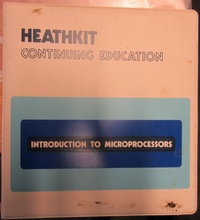 HEATHKIT
CONTINUING EDUCATION
INTRODUCTION TO MICROPROCESSORS